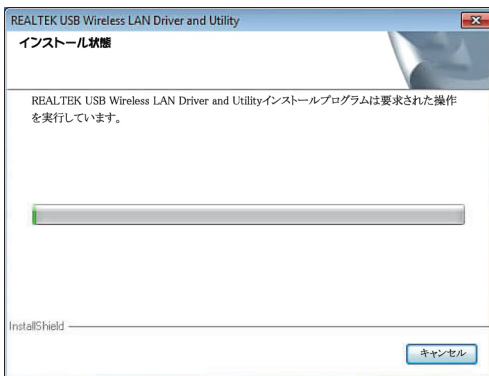 REALTEK USB Wireless LAN Driver and Utility
インストール状態
REALTEK USB Wireless LAN Driver and Utilityインストールプログラムは要求された操作
を実行しています。
InstallShield
キャンセル